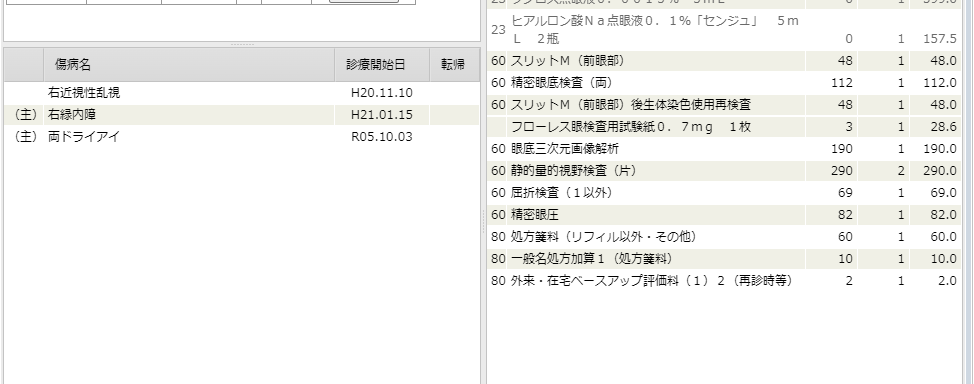 傷病名 診療開始日 転帰
右近視性乱視 H20.11.10
（主） 右緑内障 H21.01.15
（主） 両ドライアイ R05.10.03
23 ヒアルロン酸Ｎａ点眼液０．１％「センジュ」　５ｍ
Ｌ　２瓶 0 1 157.5
60 スリットＭ（前眼部） 48 1 48.0
60 精密眼底検査（両） 112 1 112.0
60 スリットＭ（前眼部）後生体染色使用再検査 48 1 48.0
フローレス眼検査用試験紙０．７ｍｇ　１枚 3 1 28.6
60 眼底三次元画像解析 190 1 190.0
60 静的量的視野検査（片） 290 2 290.0
60 屈折検査（１以外） 69 1 69.0
60 精密眼圧 82 1 82.0
80 処方箋料（リフィル以外・その他） 60 1 60.0
80 一般名処方加算１（処方箋料） 10 1 10.0
80 外来・在宅ベースアップ評価料（１）２（再診時等） 2 1 2.0